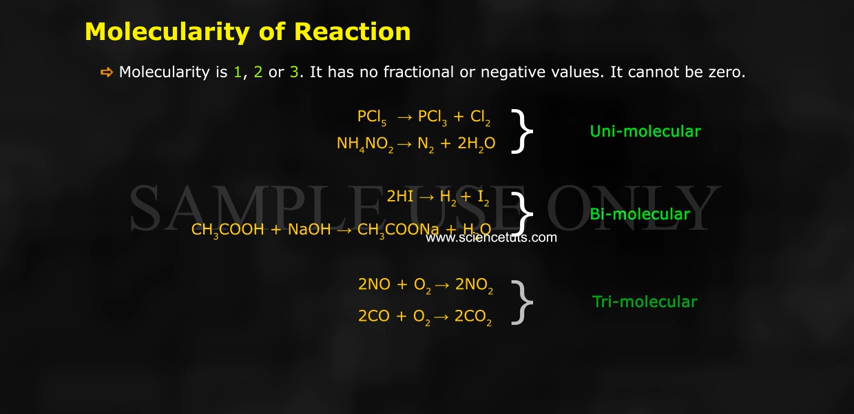 Molecularity of Reaction
⇨ Molecularity is 1, 2 or 3. It has no fractional or negative values. It cannot be zero.
PCl₅ → PCl₃ + Cl₂
NH₄NO₂ → N₂ + 2H₂O
} Uni-molecular
SAMPLE USE ONLY
2HI → H₂ + I₂
CH₃COOH + NaOH → CH₃COONa + H₂O
} Bi-molecular
www.sciencetuts.com
2NO + O₂ → 2NO₂
2CO + O₂ → 2CO₂
} Tri-molecular